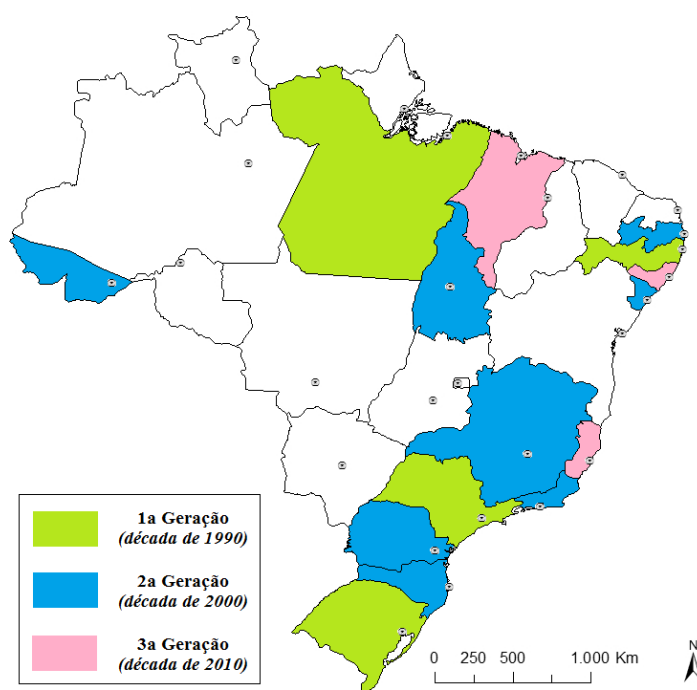 1a Geração
(década de 1990)
2a Geração
(década de 2000)
3a Geração
(década de 2010)
0 250 500 1.000 Km
N